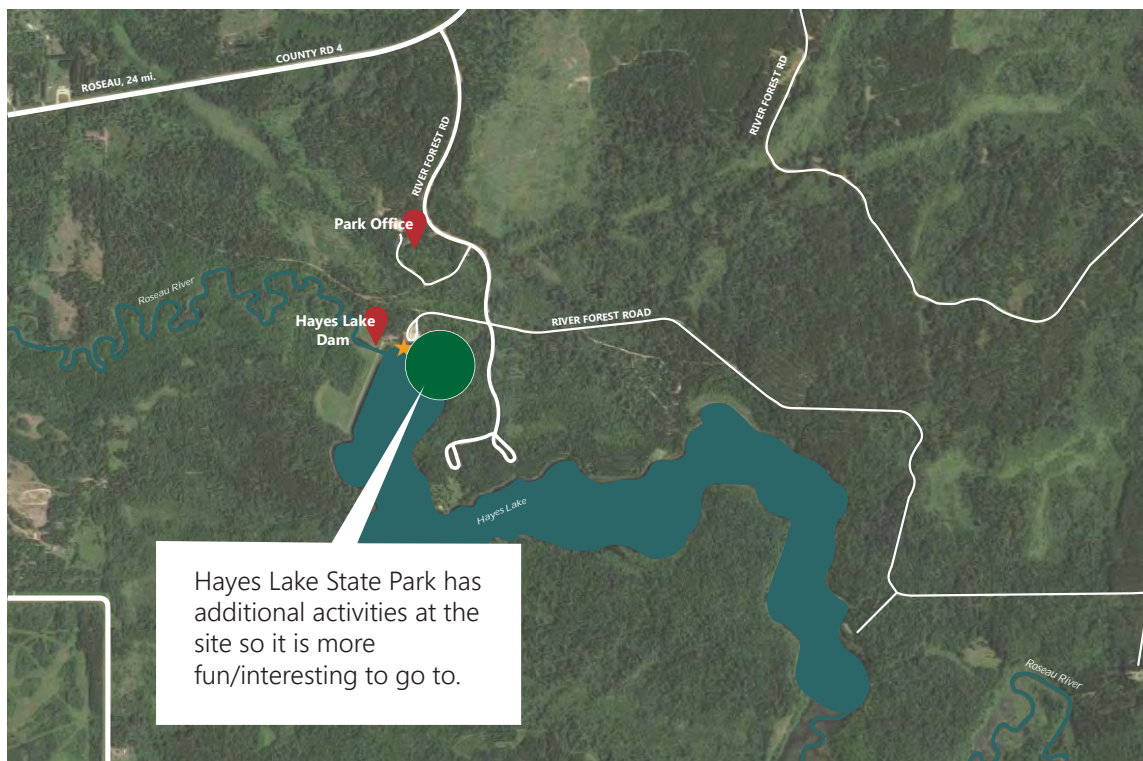 COUNTY RD 4
ROSEAU, 24 mi.
RIVER FOREST RD
RIVER FOREST RD
Park Office
Roseau River
Hayes Lake
Dam
RIVER FOREST ROAD
Hayes Lake
Hayes Lake State Park has
additional activities at the
site so it is more
fun/interesting to go to.
Roseau River